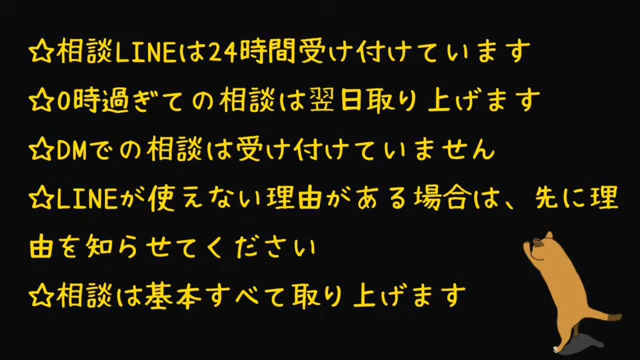 ☆相談LINEは24時間受け付けています
☆0時過ぎての相談は翌日取り上げます
☆DMでの相談は受け付けていません
☆LINEが使えない理由がある場合は、先に理
由を知らせてください
☆相談は基本すべて取り上げます